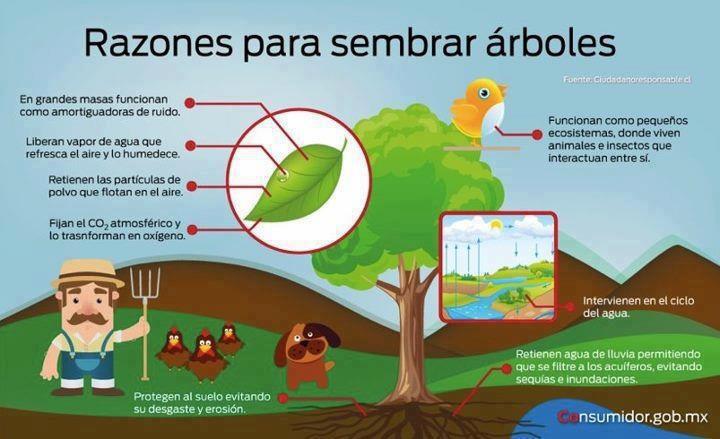 Razones para sembrar árboles
Fuente: Ciudadanoresponsable.cl
En grandes masas funcionan
como amortiguadoras de ruido.
Liberan vapor de agua que
refresca el aire y lo humedece.
Retienen las partículas de
polvo que flotan en el aire.
Fijan el CO₂ atmosférico y
lo trasnforman en oxígeno.
Funcionan como pequeños
ecosistemas, donde viven
animales e insectos que
interactuan entre sí.
Intervienen en el ciclo
del agua.
Retienen agua de lluvia permitiendo
que se filtre a los acuíferos, evitando
sequías e inundaciones.
Protegen al suelo evitando
su desgaste y erosión.
Consumidor.gob.mx